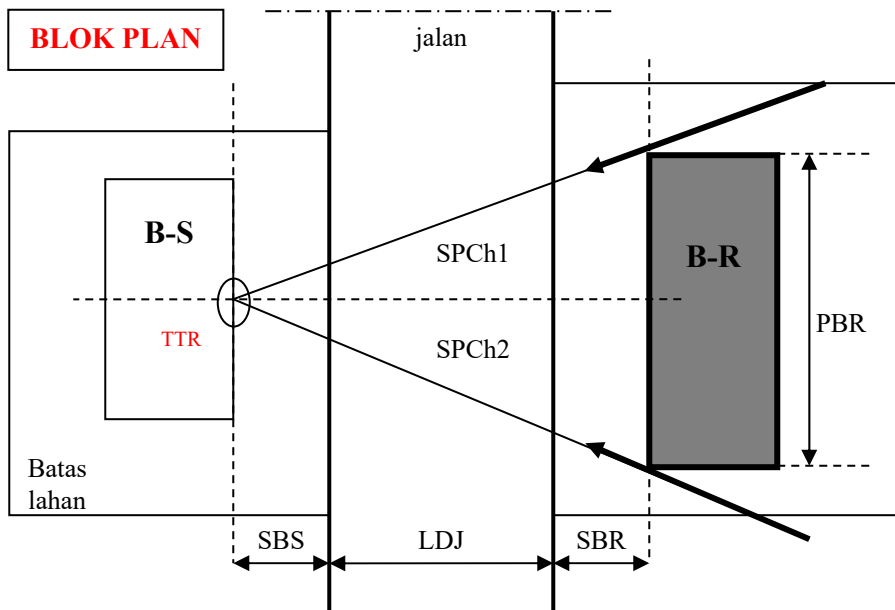 BLOK PLAN
jalan
B-S
SPCh1
B-R
TTR
PBR
SPCh2
Batas
lahan
SBS
LDJ
SBR